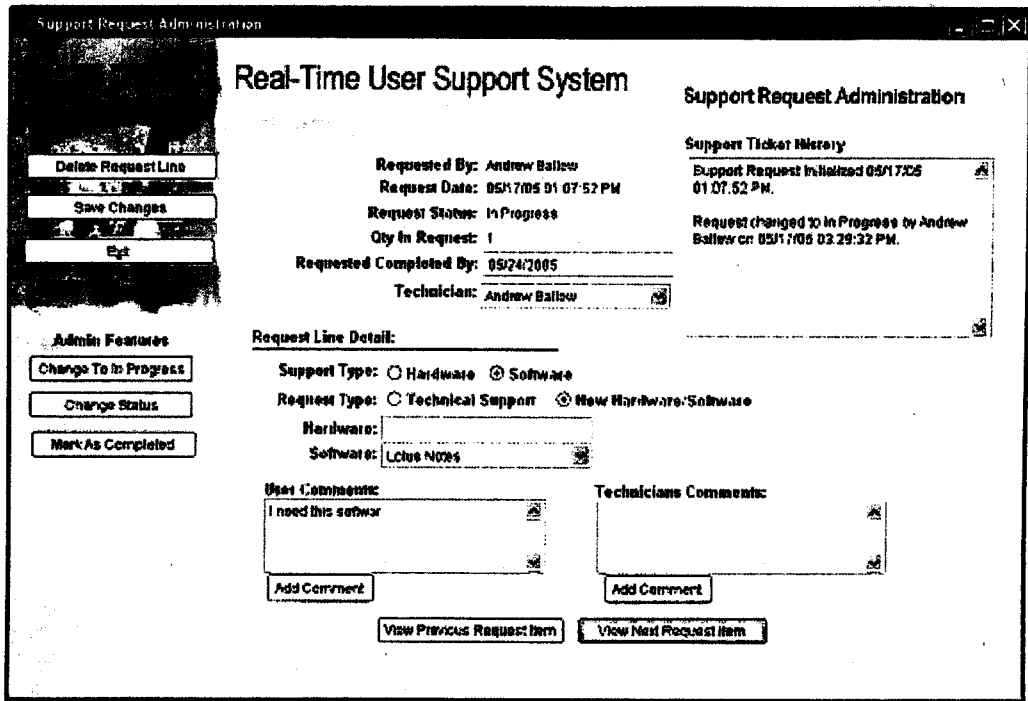 Support Request Administration
Real-Time User Support System
Support Request Administration
Delete Request Line
Save Changes
Exit
Admin Features
Change To In Progress
Change Status
Mark As Completed
Requested By: Andrew Ballew
Request Date: 05/17/05 01:07:52 PM
Request Status: In Progress
Qty In Request: 1
Requested Completed By: 05/24/2005
Technician: Andrew Ballew
Support Ticket History
Support Request Initialized 05/17/05
01:07:52 PM.
Request changed to In Progress by Andrew
Ballew on 05/17/05 03:29:32 PM.
Request Line Detail:
Support Type: Hardware Software
Request Type: Technical Support New Hardware/Software
Hardware:
Software: Lotus Notes
User Comments:
I need this softwar
Add Comment
Technicians Comments:
Add Comment
View Previous Request Item
View Next Request Item